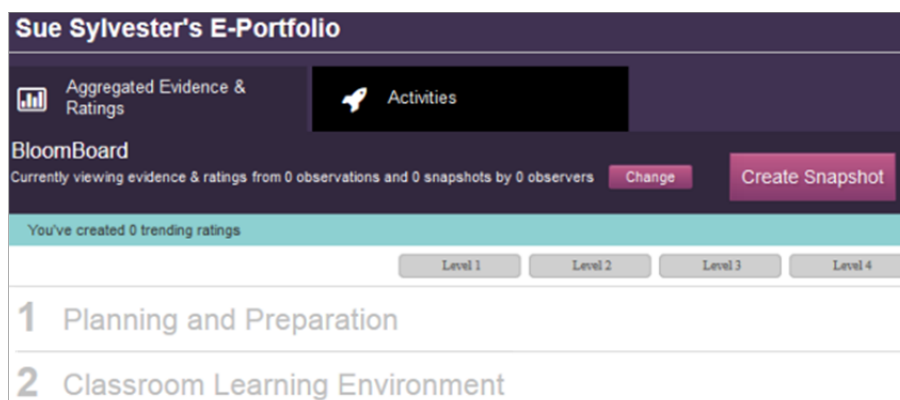 Sue Sylvester's E-Portfolio
Aggregated Evidence &
Ratings
Activities
BloomBoard
Currently viewing evidence & ratings from 0 observations and 0 snapshots by 0 observers Change
Create Snapshot
You've created 0 trending ratings
Level 1 Level 2 Level 3 Level 4
1 Planning and Preparation
2 Classroom Learning Environment